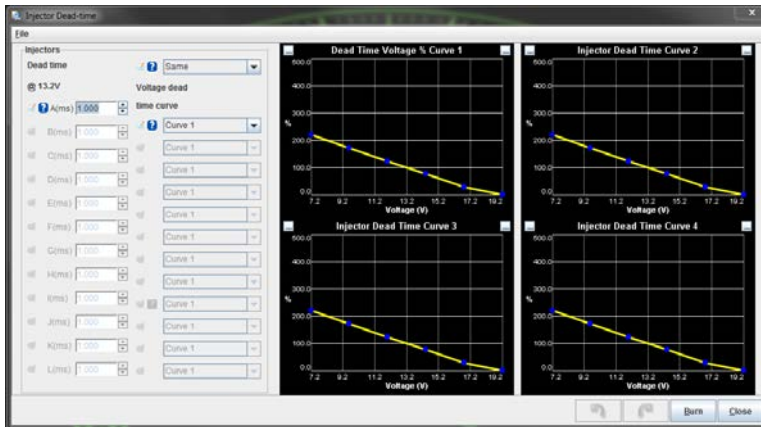 Injector Dead-time
File
Injectors
Dead time
Same
@ 13.2V
Voltage dead
time curve
A(ms) 1.000
Curve 1
B(ms) 1.000
Curve 1
C(ms) 1.000
Curve 1
D(ms) 1.000
Curve 1
E(ms) 1.000
Curve 1
F(ms) 1.000
Curve 1
G(ms) 1.000
Curve 1
H(ms) 1.000
Curve 1
I(ms) 1.000
Curve 1
J(ms) 1.000
Curve 1
K(ms) 1.000
Curve 1
L(ms) 1.000
Curve 1
Dead Time Voltage % Curve 1
500.0
400.0
300.0
%
200.0
100.0
0.0
7.2 9.2 11.2 13.2 15.2 17.2 19.2
Voltage (V)
Injector Dead Time Curve 2
500.0
400.0
300.0
%
200.0
100.0
0.0
7.2 9.2 11.2 13.2 15.2 17.2 19.2
Voltage (V)
Injector Dead Time Curve 3
500.0
400.0
300.0
%
200.0
100.0
0.0
7.2 9.2 11.2 13.2 15.2 17.2 19.2
Voltage (V)
Injector Dead Time Curve 4
500.0
400.0
300.0
%
200.0
100.0
0.0
7.2 9.2 11.2 13.2 15.2 17.2 19.2
Voltage (V)
Burn
Close